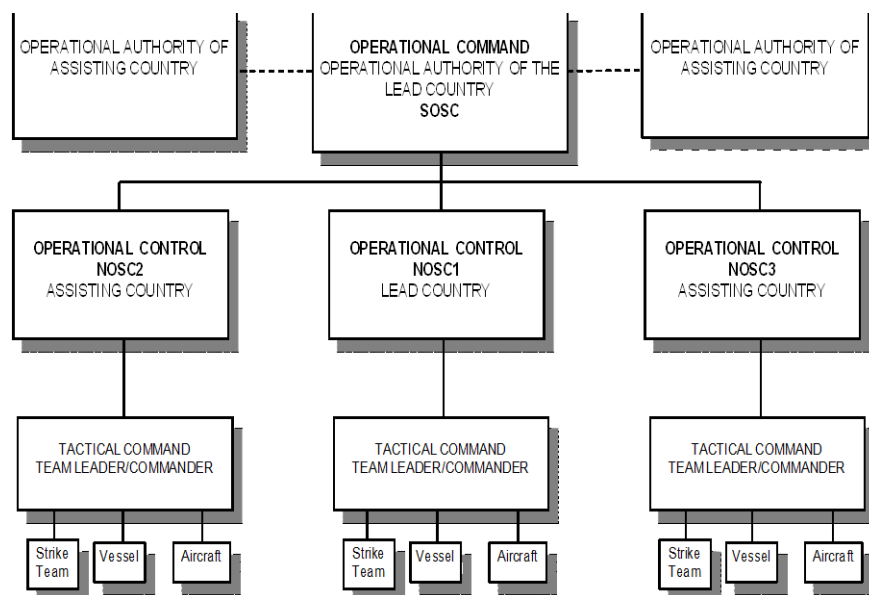 OPERATIONAL AUTHORITY OF
ASSISTING COUNTRY
OPERATIONAL COMMAND
OPERATIONAL AUTHORITY OF THE
LEAD COUNTRY
SOSC
OPERATIONAL AUTHORITY OF
ASSISTING COUNTRY
OPERATIONAL CONTROL
NOSC2
ASSISTING COUNTRY
OPERATIONAL CONTROL
NOSC1
LEAD COUNTRY
OPERATIONAL CONTROL
NOSC3
ASSISTING COUNTRY
TACTICAL COMMAND
TEAM LEADER/COMMANDER
TACTICAL COMMAND
TEAM LEADER/COMMANDER
TACTICAL COMMAND
TEAM LEADER/COMMANDER
Strike
Team
Vessel
Aircraft
Strike
Team
Vessel
Aircraft
Strike
Team
Vessel
Aircraft